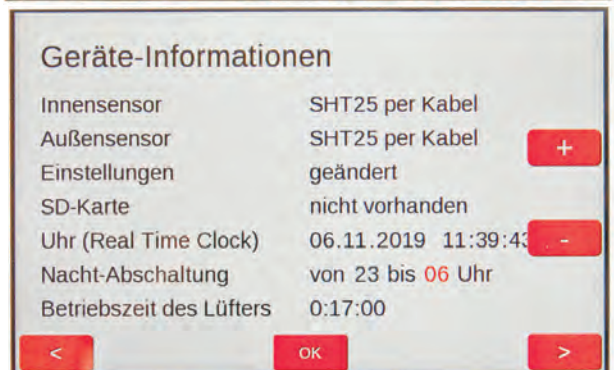 Geräte-Informationen
Innensensor SHT25 per Kabel
Außensensor SHT25 per Kabel
+
Einstellungen geändert
SD-Karte nicht vorhanden
Uhr (Real Time Clock) 06.11.2019 11:39:43 -
Nacht-Abschaltung von 23 bis 06 Uhr
Betriebszeit des Lüfters 0:17:00
< OK >